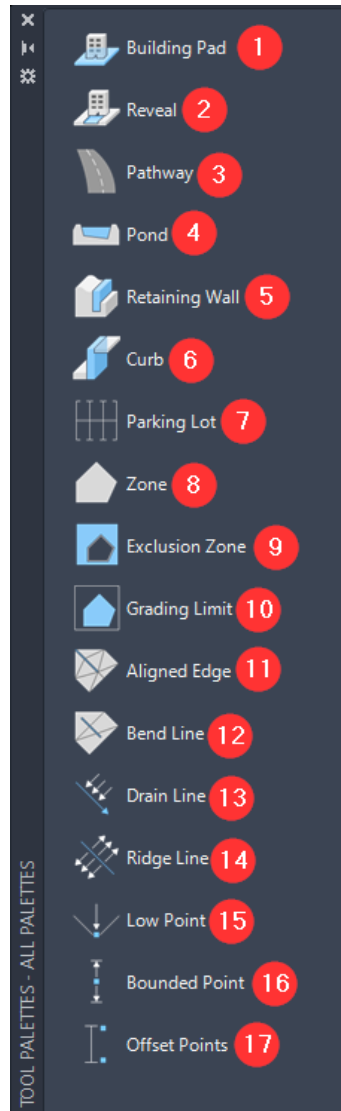 Building Pad 1
Reveal 2
Pathway 3
Pond 4
Retaining Wall 5
Curb 6
Parking Lot 7
Zone 8
Exclusion Zone 9
Grading Limit 10
Aligned Edge 11
Bend Line 12
Drain Line 13
Ridge Line 14
Low Point 15
Bounded Point 16
Offset Points 17
TOOL PALETTES - ALL PALETTES